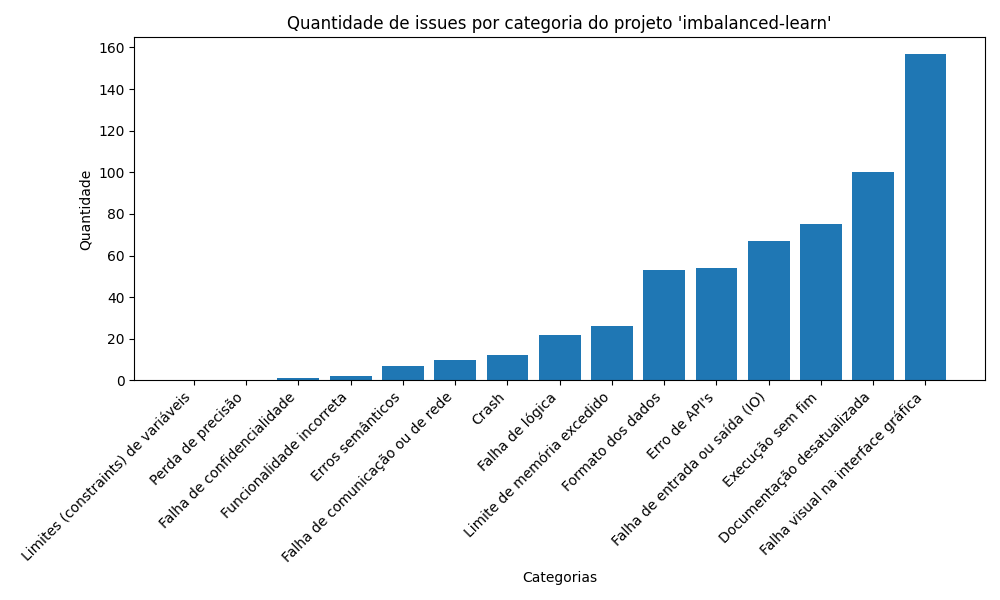 Quantidade de issues por categoria do projeto 'imbalanced-learn'
Quantidade
160
140
120
100
80
60
40
20
0
Limites (constraints) de variáveis
Perda de precisão
Falha de confidencialidade
Funcionalidade incorreta
Erros semânticos
Falha de comunicação ou de rede
Crash
Falha de lógica
Limite de memória excedido
Formato dos dados
Erro de API's
Falha de entrada ou saída (IO)
Execução sem fim
Documentação desatualizada
Falha visual na interface gráfica
Categorias